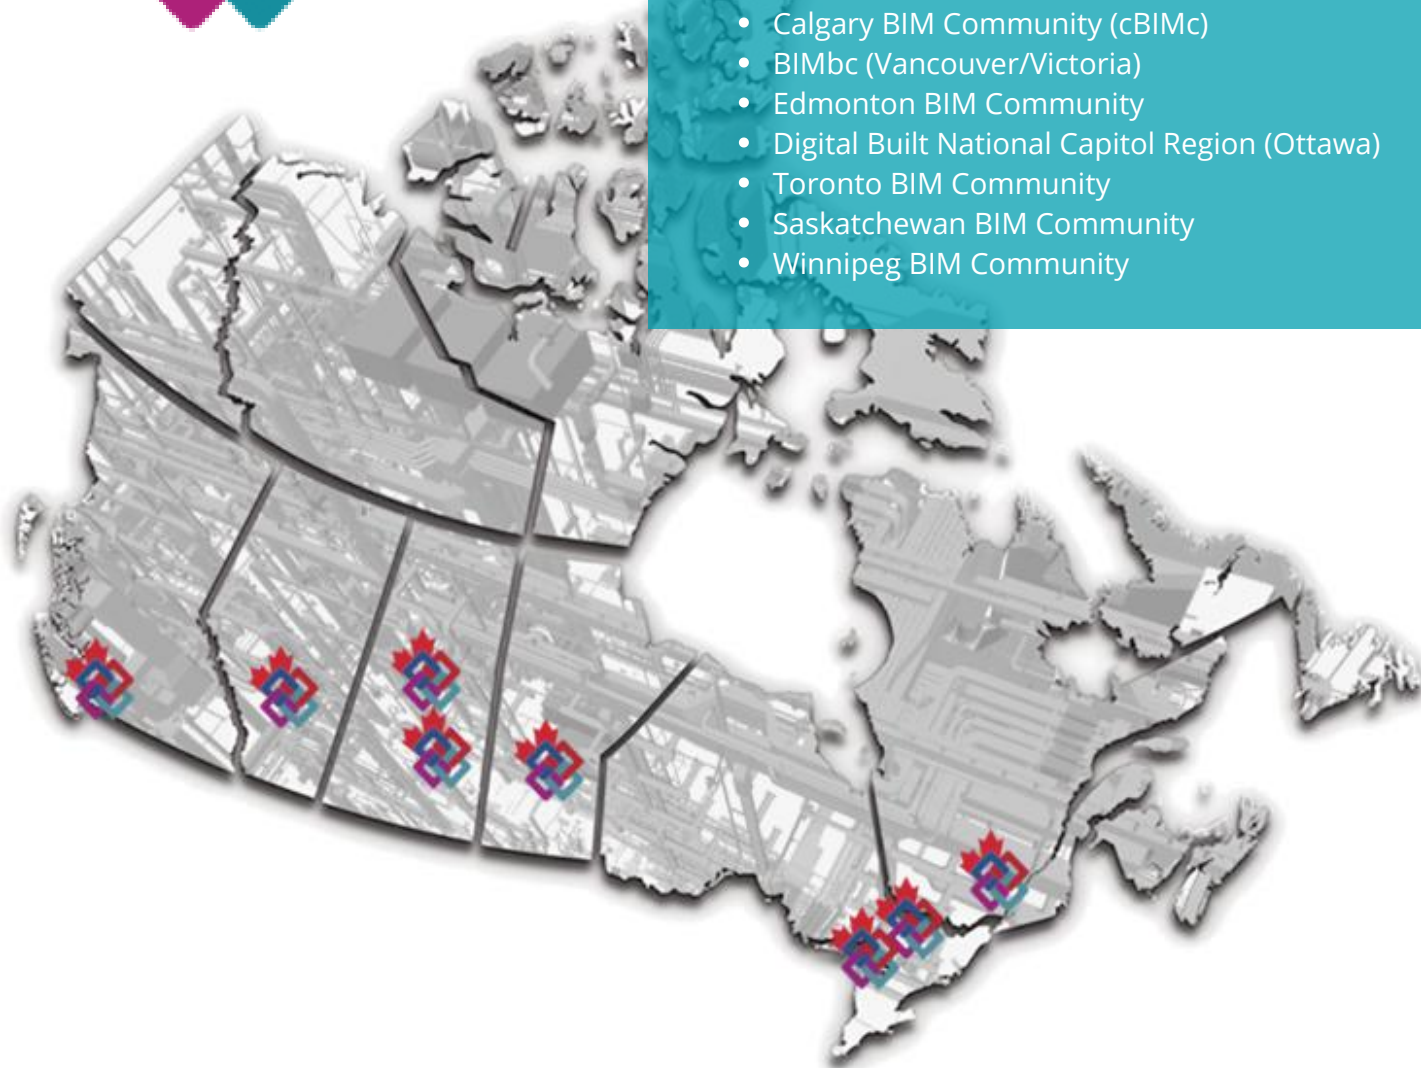 Calgary BIM Community (cBIMc)
BIMbc (Vancouver/Victoria)
Edmonton BIM Community
Digital Built National Capitol Region (Ottawa)
Toronto BIM Community
Saskatchewan BIM Community
Winnipeg BIM Community